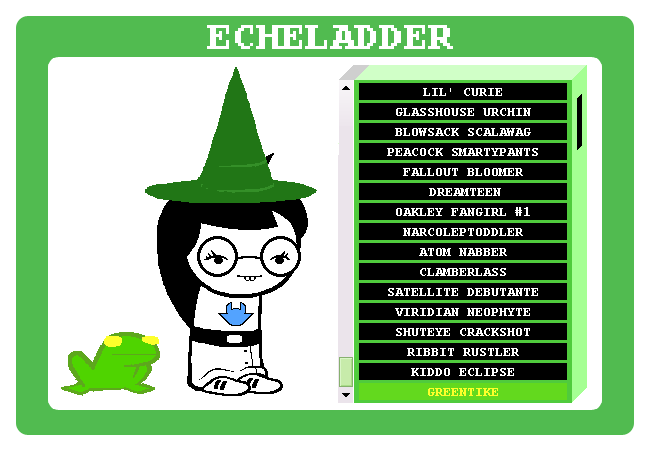 ECHELADDER
LIL' CURIE
GLASSHOUSE URCHIN
BLOWSACK SCALAWAG
PEACOCK SMARTYPANTS
FALLOUT BLOOMER
DREAMTEEN
OAKLEY FANGIRL #1
NARCOLEPTODDLER
ATOM NABBER
CLAMBERLASS
SATELLITE DEBUTANTE
VIRIDIAN NEOPHYTE
SHUTEYE CRACKSHOT
RIBBIT RUSTLER
KIDDO ECLIPSE
GREENTIKE